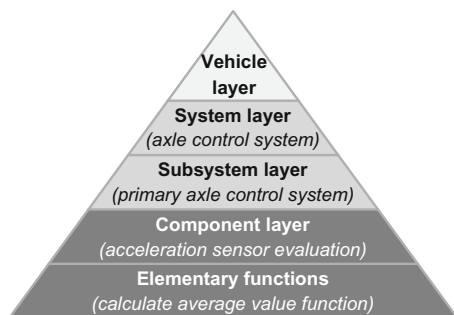 Vehicle
layer
System layer
(axle control system)
Subsystem layer
(primary axle control system)
Component layer
(acceleration sensor evaluation)
Elementary functions
(calculate average value function)